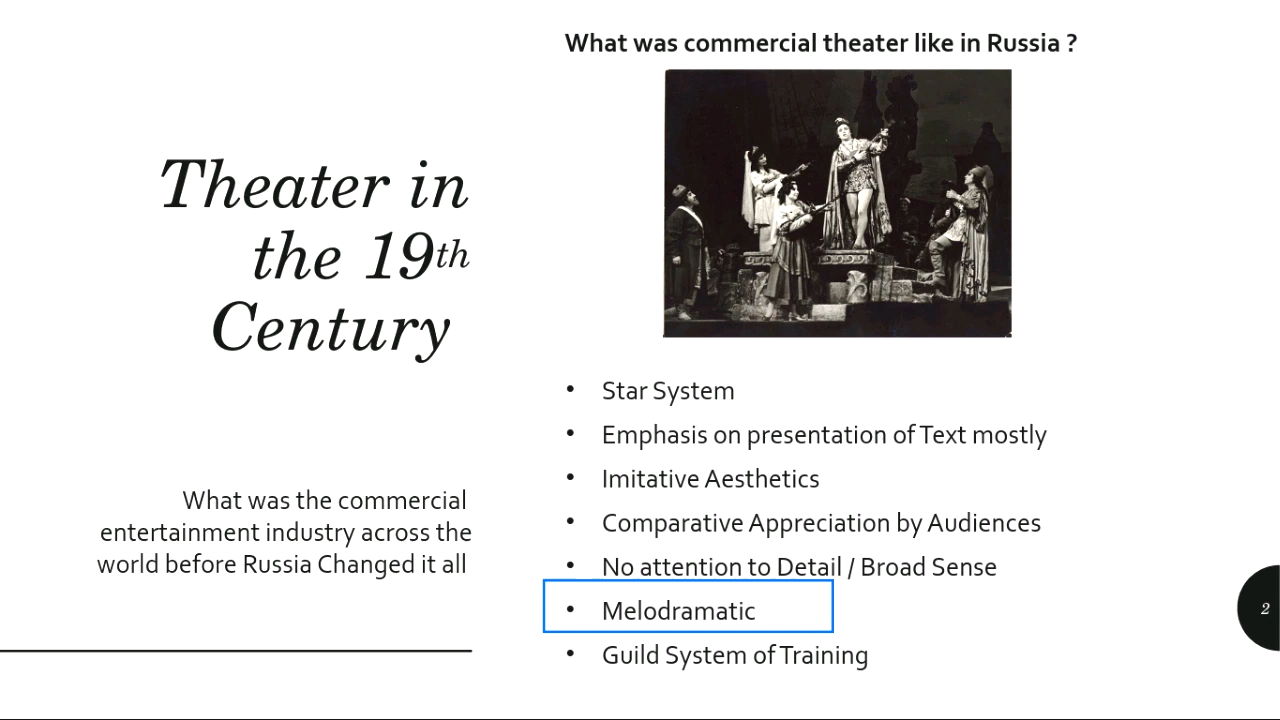 Theater in
the 19th
Century
What was the commercial
entertainment industry across the
world before Russia Changed it all
What was commercial theater like in Russia ?
• Star System
• Emphasis on presentation of Text mostly
• Imitative Aesthetics
• Comparative Appreciation by Audiences
• No attention to Detail / Broad Sense
• Melodramatic
• Guild System of Training
2